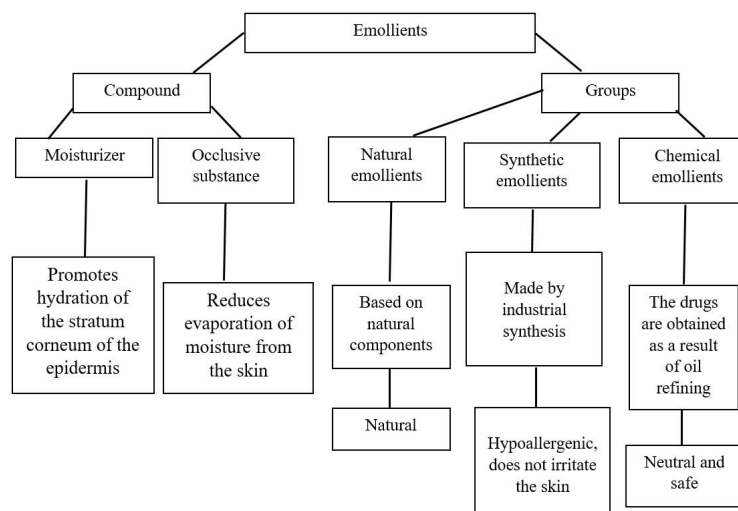 Emollients
Compound
Groups
Moisturizer
Occlusive
substance
Natural
emollients
Synthetic
emollients
Chemical
emollients
Promotes
hydration of
the stratum
corneum of the
epidermis
Reduces
evaporation of
moisture from
the skin
Based on
natural
components
Made by
industrial
synthesis
The drugs
are obtained
as a result
of oil
refining
Natural
Hypoallergenic,
does not irritate
the skin
Neutral and
safe